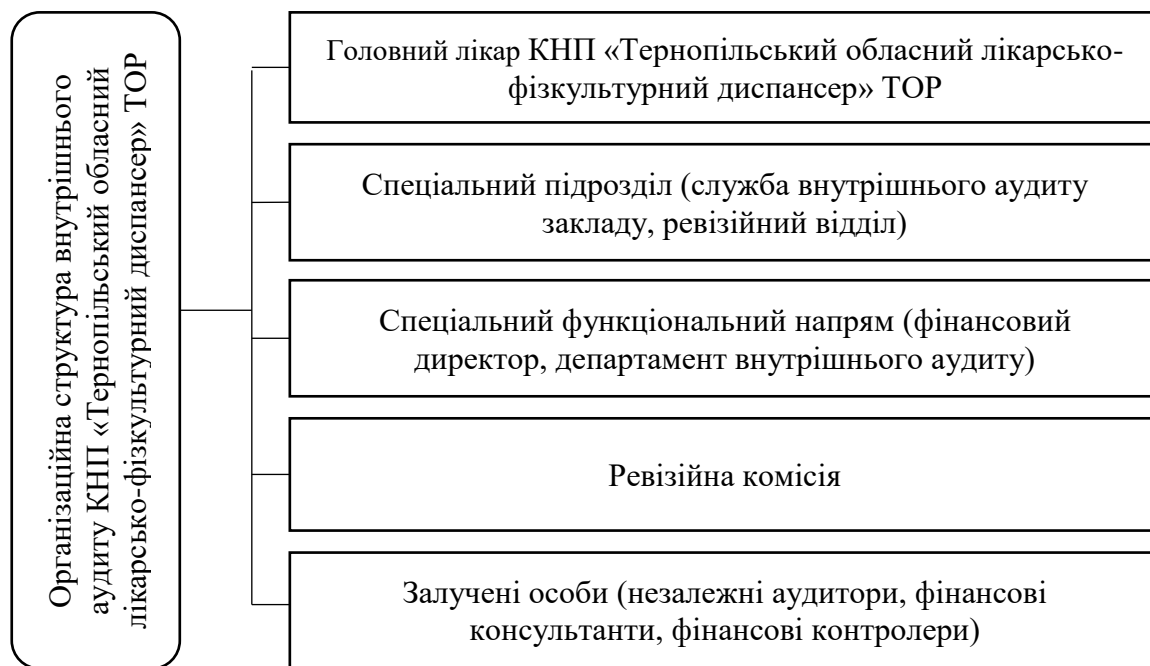 Організаційна структура внутрішнього
аудиту КНП «Тернопільський обласний
лікарсько-фізкультурний диспансер» ТОР
Головний лікар КНП «Тернопільський обласний лікарсько-
фізкультурний диспансер» ТОР
Спеціальний підрозділ (служба внутрішнього аудиту
закладу, ревізійний відділ)
Спеціальний функціональний напрям (фінансовий
директор, департамент внутрішнього аудиту)
Ревізійна комісія
Залучені особи (незалежні аудитори, фінансові
консультанти, фінансові контролери)